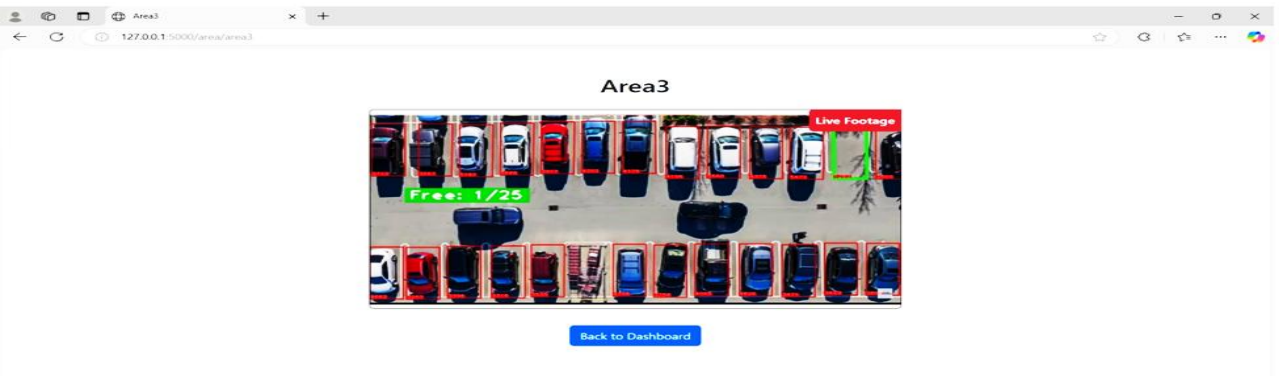 Area3
127.0.0.1:5000/area/area3
Area3
Live Footage
Free: 1/25
Back to Dashboard